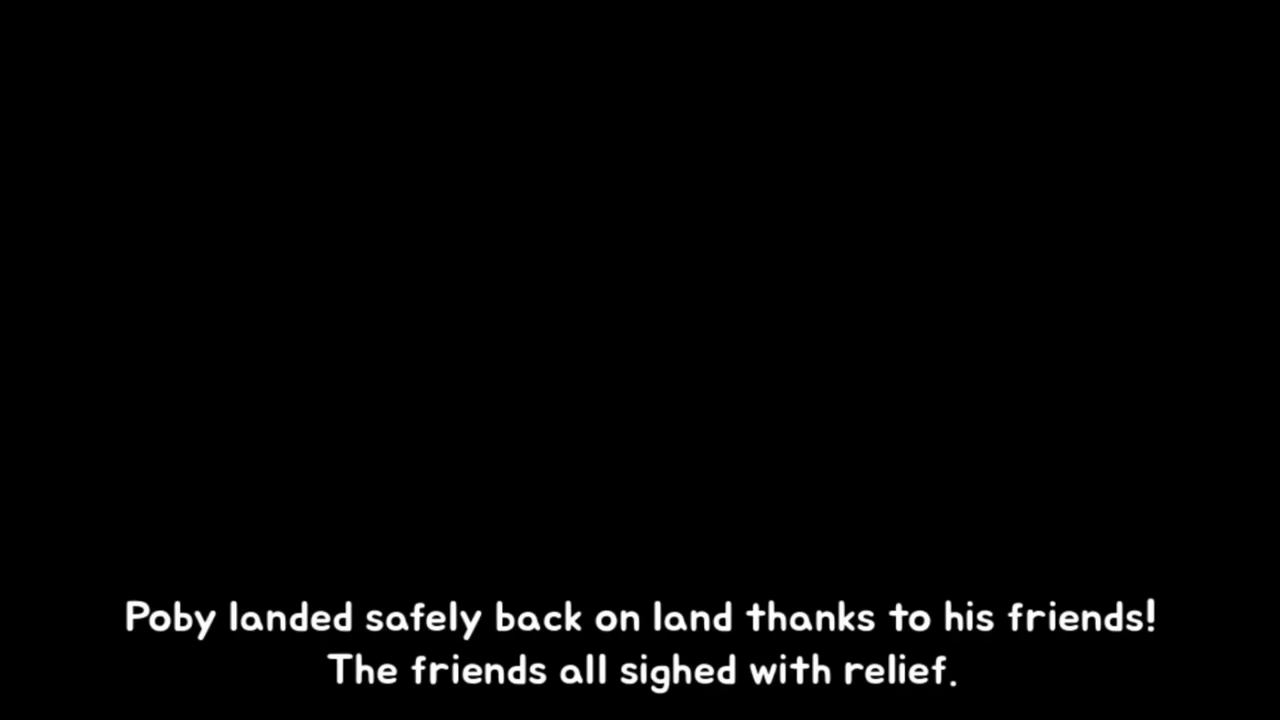 Poby landed safely back on land thanks to his friends!
The friends all sighed with relief.